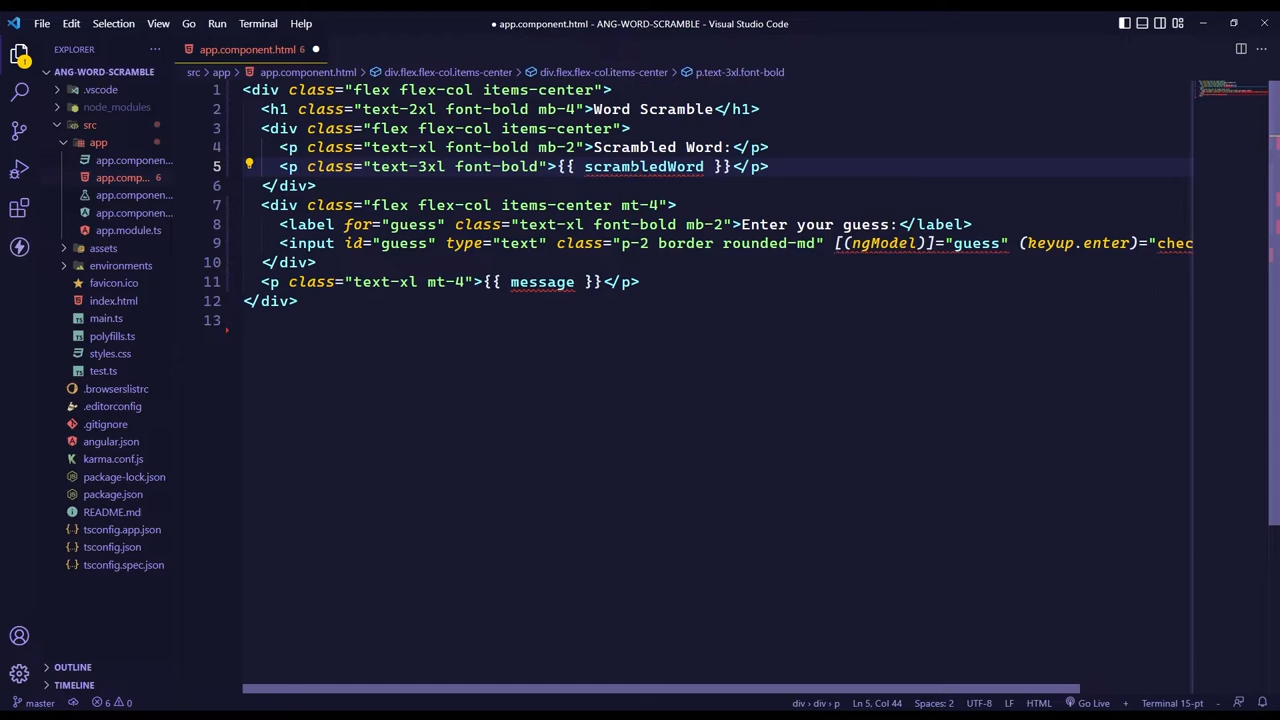 File Edit Selection View Go Run Terminal Help
● app.component.html - ANG-WORD-SCRAMBLE - Visual Studio Code
EXPLORER
app.component.html 6
ANG-WORD-SCRAMBLE
src › app › app.component.html › div.flex.flex-col.items-center › div.flex.flex-col.items-center › p.text-3xl.font-bold
.vscode
node_modules
src
app
app.componen...
app.comp... 6
app.componen...
app.componen...
app.module.ts
assets
environments
favicon.ico
index.html
main.ts
polyfills.ts
styles.css
test.ts
.browserslistrc
.editorconfig
.gitignore
angular.json
karma.conf.js
package-lock.json
package.json
README.md
tsconfig.app.json
tsconfig.json
tsconfig.spec.json
OUTLINE
TIMELINE
1 <div class="flex flex-col items-center">
2 <h1 class="text-2xl font-bold mb-4">Word Scramble</h1>
3 <div class="flex flex-col items-center">
4 <p class="text-xl font-bold mb-2">Scrambled Word:</p>
5 <p class="text-3xl font-bold">{{ scrambledWord }}</p>
6 </div>
7 <div class="flex flex-col items-center mt-4">
8 <label for="guess" class="text-xl font-bold mb-2">Enter your guess:</label>
9 <input id="guess" type="text" class="p-2 border rounded-md" [(ngModel)]="guess" (keyup.enter)="chec
10 </div>
11 <p class="text-xl mt-4">{{ message }}</p>
12 </div>
13
master 6 0 div › div › p Ln 5, Col 44 Spaces: 2 UTF-8 LF HTML Go Live + Terminal 15-pt -